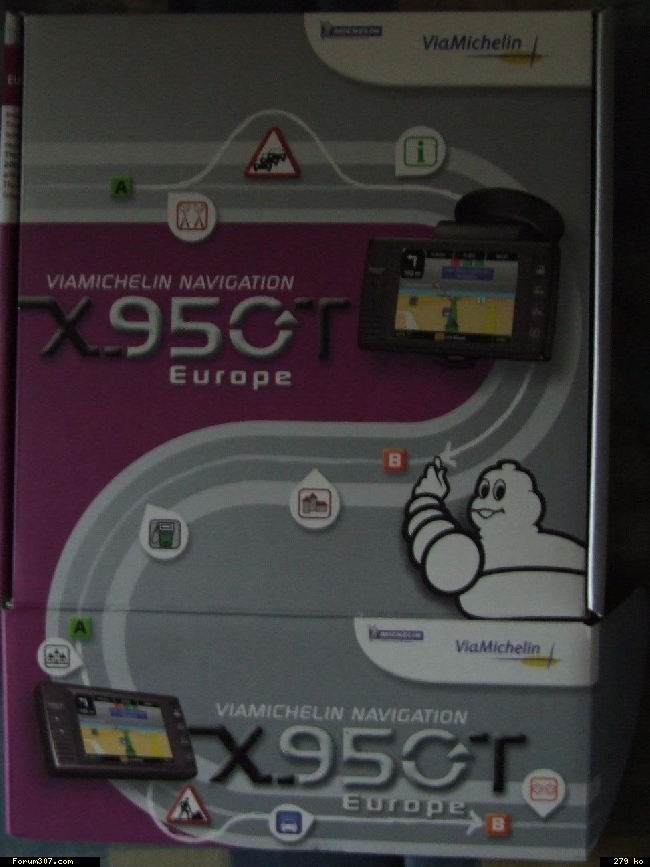 MICHELIN
ViaMichelin
A
i
VIAMICHELIN NAVIGATION
X-950T
Europe
B
A
MICHELIN
ViaMichelin
VIAMICHELIN NAVIGATION
X-950T
Europe
B
Forum307.com
279 ko